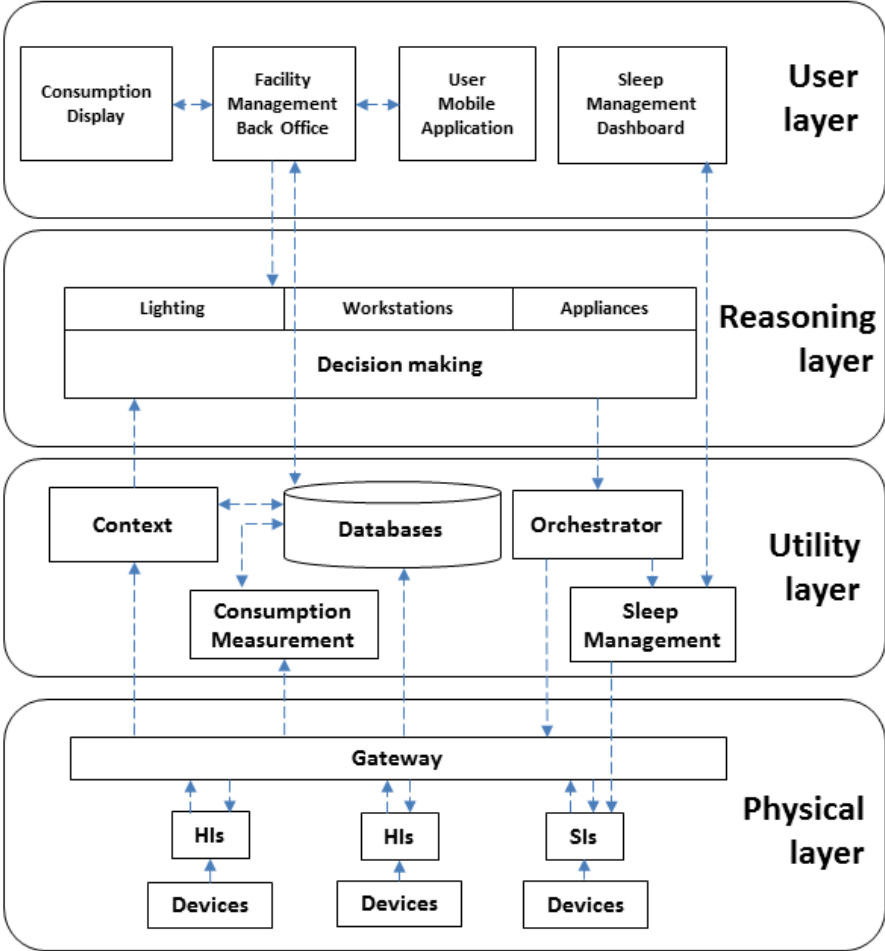 Consumption
Display
Facility
Management
Back Office
User
Mobile
Application
Sleep
Management
Dashboard
User
layer
Lighting
Workstations
Appliances
Decision making
Reasoning
layer
Context
Databases
Orchestrator
Consumption
Measurement
Sleep
Management
Utility
layer
Gateway
HIs
HIs
SIs
Devices
Devices
Devices
Physical
layer